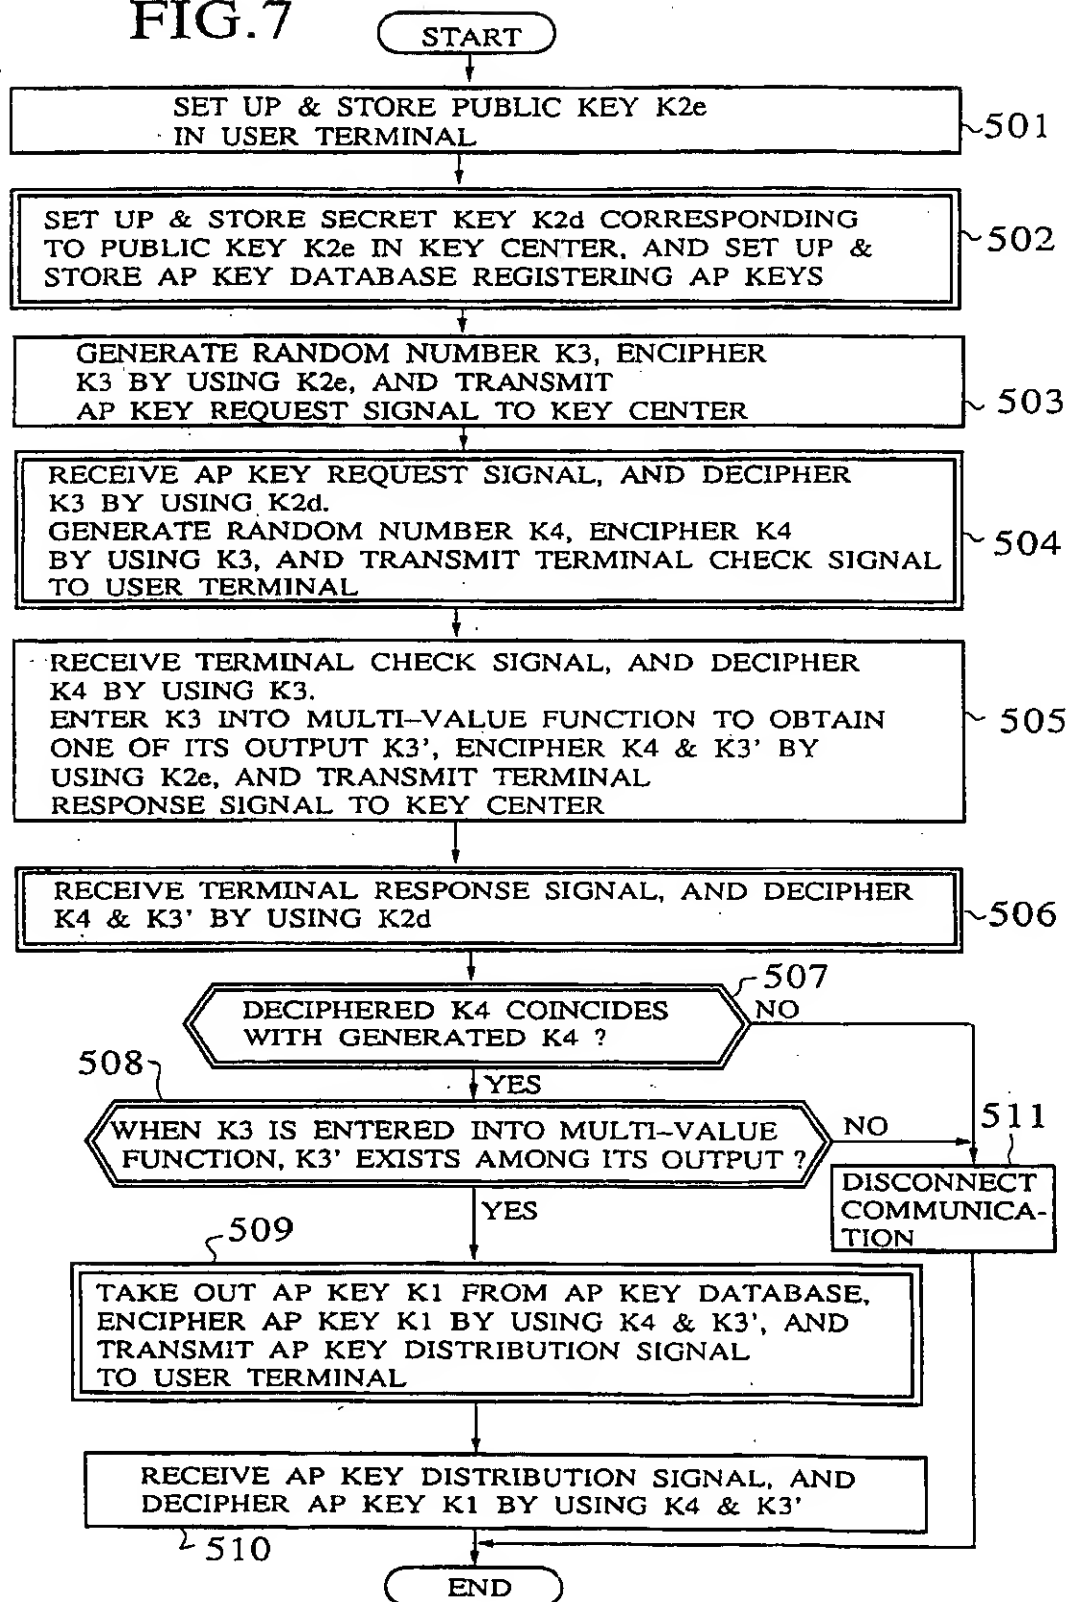 FIG.7
START
SET UP & STORE PUBLIC KEY K2e
IN USER TERMINAL
501
SET UP & STORE SECRET KEY K2d CORRESPONDING
TO PUBLIC KEY K2e IN KEY CENTER, AND SET UP &
STORE AP KEY DATABASE REGISTERING AP KEYS
502
GENERATE RANDOM NUMBER K3, ENCIPHER
K3 BY USING K2e, AND TRANSMIT
AP KEY REQUEST SIGNAL TO KEY CENTER
503
RECEIVE AP KEY REQUEST SIGNAL, AND DECIPHER
K3 BY USING K2d.
GENERATE RANDOM NUMBER K4, ENCIPHER K4
BY USING K3, AND TRANSMIT TERMINAL CHECK SIGNAL
TO USER TERMINAL
504
RECEIVE TERMINAL CHECK SIGNAL, AND DECIPHER
K4 BY USING K3.
ENTER K3 INTO MULTI-VALUE FUNCTION TO OBTAIN
ONE OF ITS OUTPUT K3', ENCIPHER K4 & K3' BY
USING K2e, AND TRANSMIT TERMINAL
RESPONSE SIGNAL TO KEY CENTER
505
RECEIVE TERMINAL RESPONSE SIGNAL, AND DECIPHER
K4 & K3' BY USING K2d
506
507
DECIPHERED K4 COINCIDES
WITH GENERATED K4 ?
NO
YES
508
WHEN K3 IS ENTERED INTO MULTI-VALUE
FUNCTION, K3' EXISTS AMONG ITS OUTPUT ?
NO
YES
511
DISCONNECT
COMMUNICA-
TION
509
TAKE OUT AP KEY K1 FROM AP KEY DATABASE,
ENCIPHER AP KEY K1 BY USING K4 & K3', AND
TRANSMIT AP KEY DISTRIBUTION SIGNAL
TO USER TERMINAL
RECEIVE AP KEY DISTRIBUTION SIGNAL, AND
DECIPHER AP KEY K1 BY USING K4 & K3'
510
END